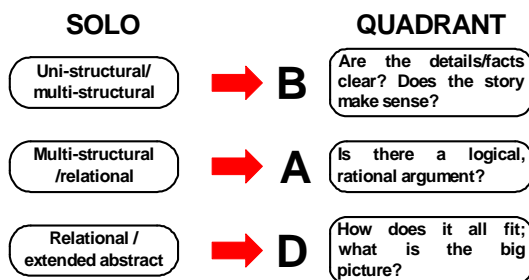 SOLO QUADRANT
Uni-structural/
multi-structural
B
Are the details/facts
clear? Does the story
make sense?
Multi-structural
/relational
A
Is there a logical,
rational argument?
Relational /
extended abstract
D
How does it all fit;
what is the big
picture?